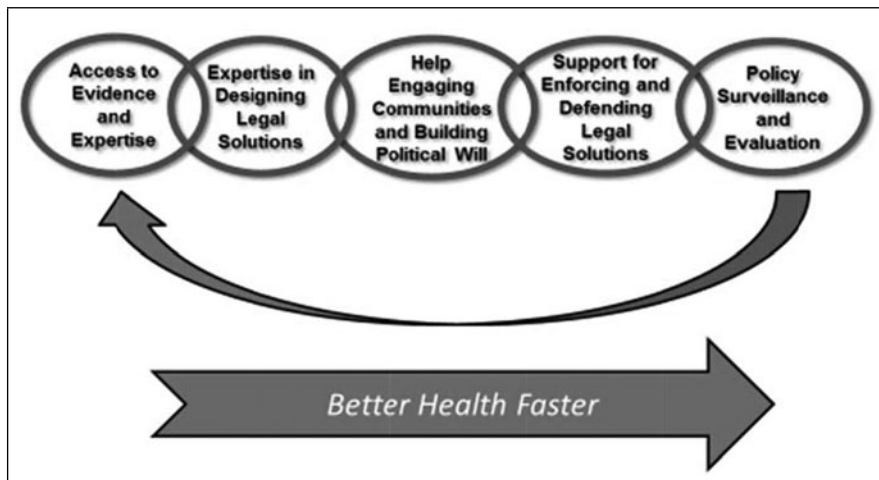 Access to
Evidence
and
Expertise
Expertise in
Designing
Legal
Solutions
Help
Engaging
Communities
and Building
Political Will
Support for
Enforcing and
Defending
Legal
Solutions
Policy
Surveillance
and
Evaluation
Better Health Faster